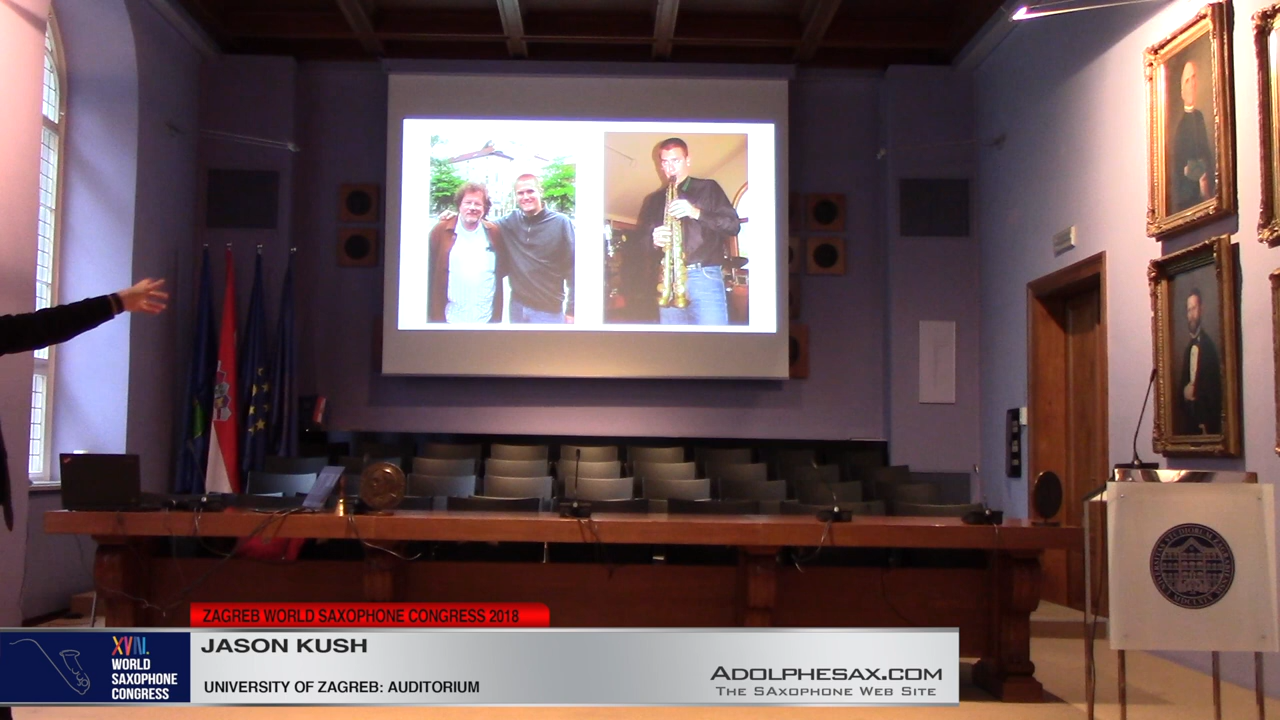 ZAGREB WORLD SAXOPHONE CONGRESS 2018
XVIII.
WORLD
SAXOPHONE
CONGRESS
JASON KUSH
UNIVERSITY OF ZAGREB: AUDITORIUM
ADOLPHESAX.COM
THE SAXOPHONE WEB SITE